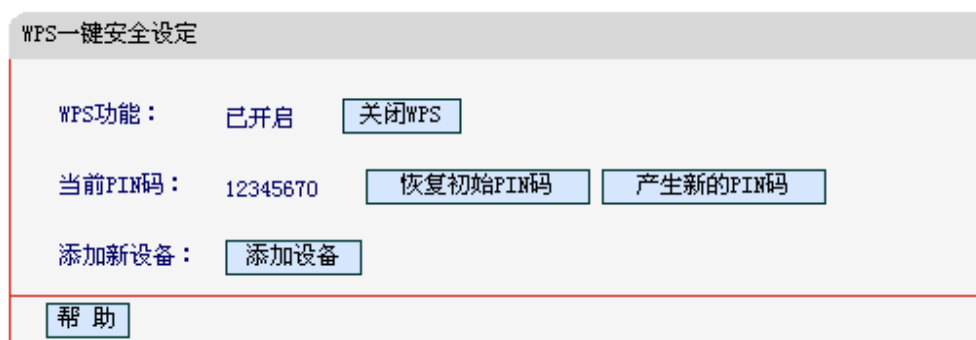 WPS一键安全设定
WPS功能： 已开启 关闭WPS
当前PIN码： 12345670 恢复初始PIN码 产生新的PIN码
添加新设备： 添加设备
帮 助